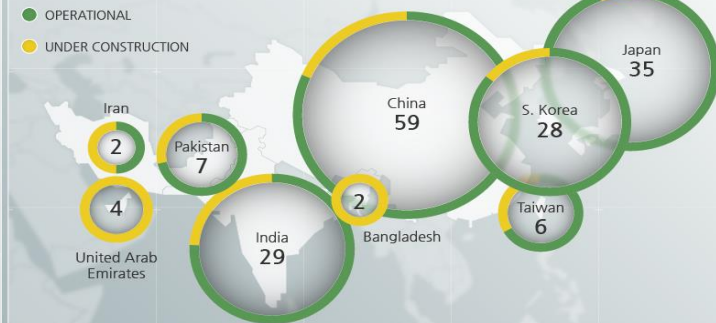 OPERATIONAL
UNDER CONSTRUCTION
Iran
2
Pakistan
7
4
United Arab
Emirates
India
29
2
Bangladesh
China
59
S. Korea
28
Japan
35
Taiwan
6